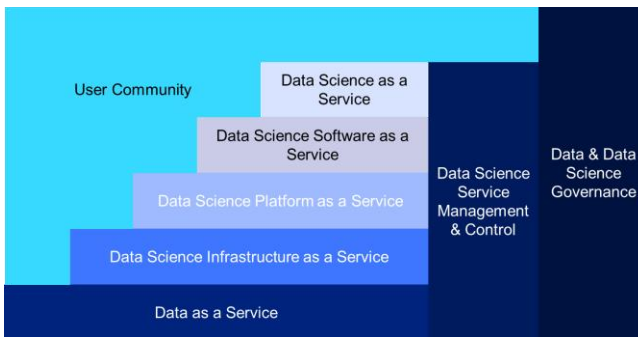 User Community
Data Science as a
Service
Data Science Software as a
Service
Data Science Platform as a Service
Data Science Infrastructure as a Service
Data as a Service
Data Science
Service
Management
& Control
Data & Data
Science
Governance